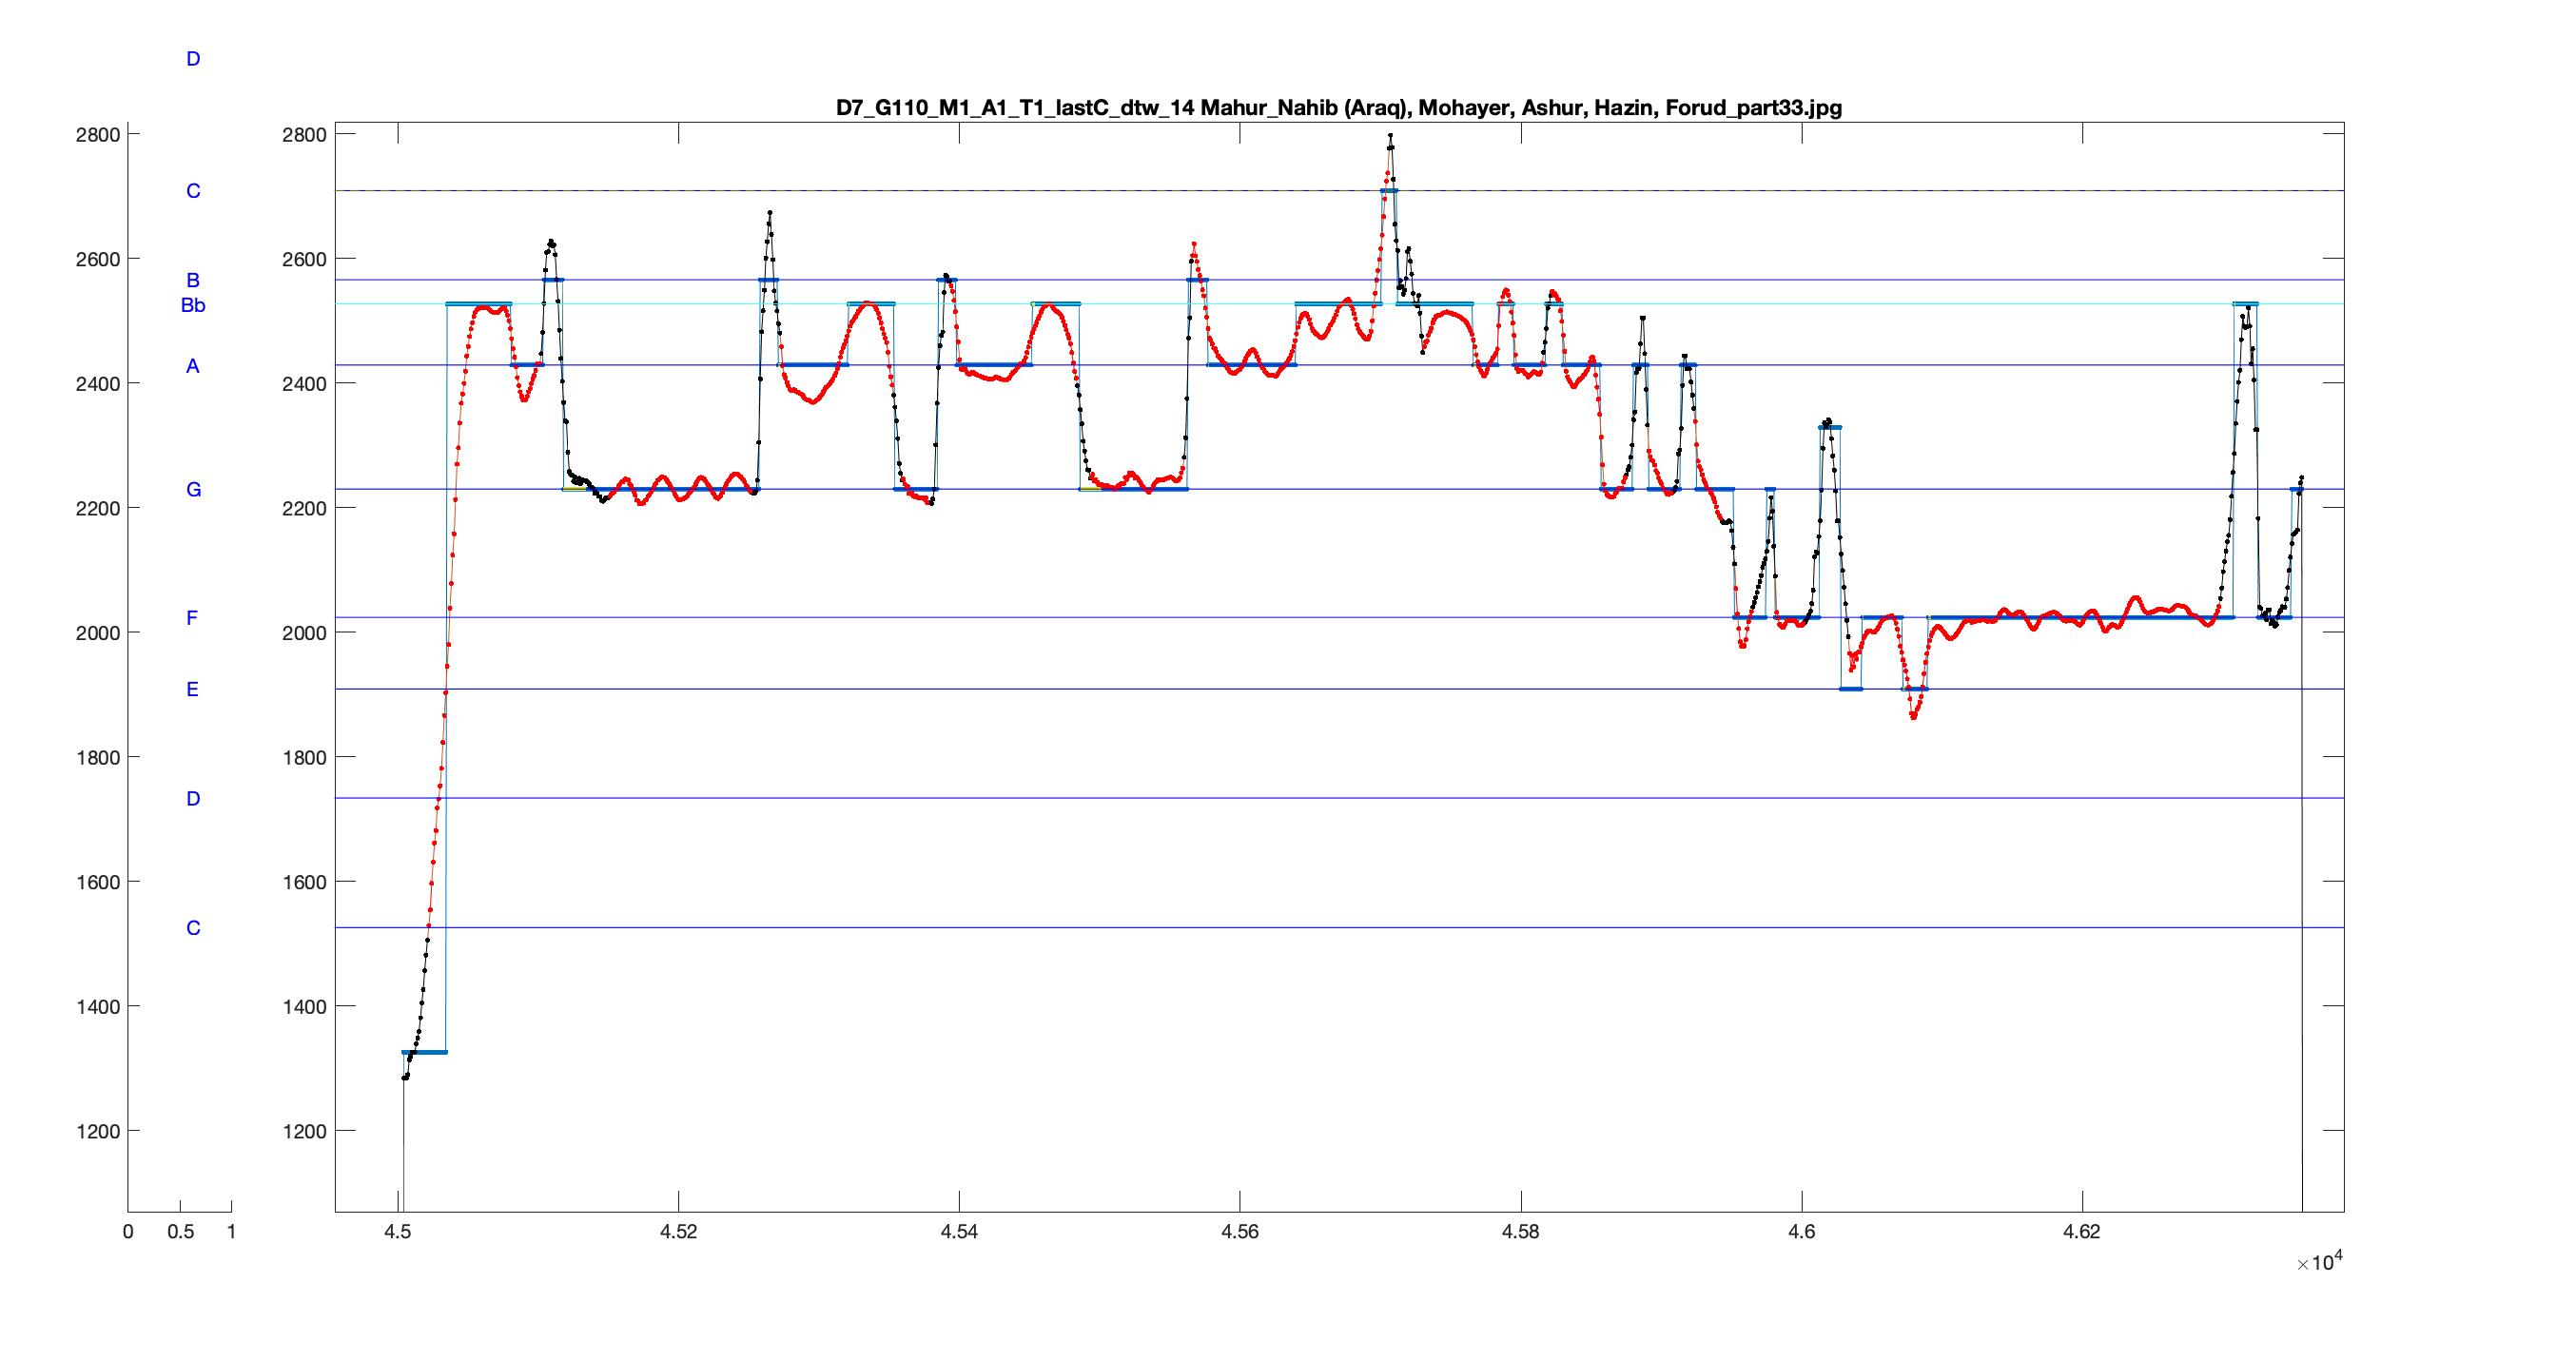 D
D7_G110_M1_A1_T1_lastC_dtw_14 Mahur_Nahib (Araq), Mohayer, Ashur, Hazin, Forud_part33.jpg
2800 2800
C
2600 2600
B
Bb
A
2400 2400
G
2200 2200
F
2000 2000
E
1800 1800
D
1600 1600
C
1400 1400
1200 1200
0 0.5 1 4.5 4.52 4.54 4.56 4.58 4.6 4.62
×10^4